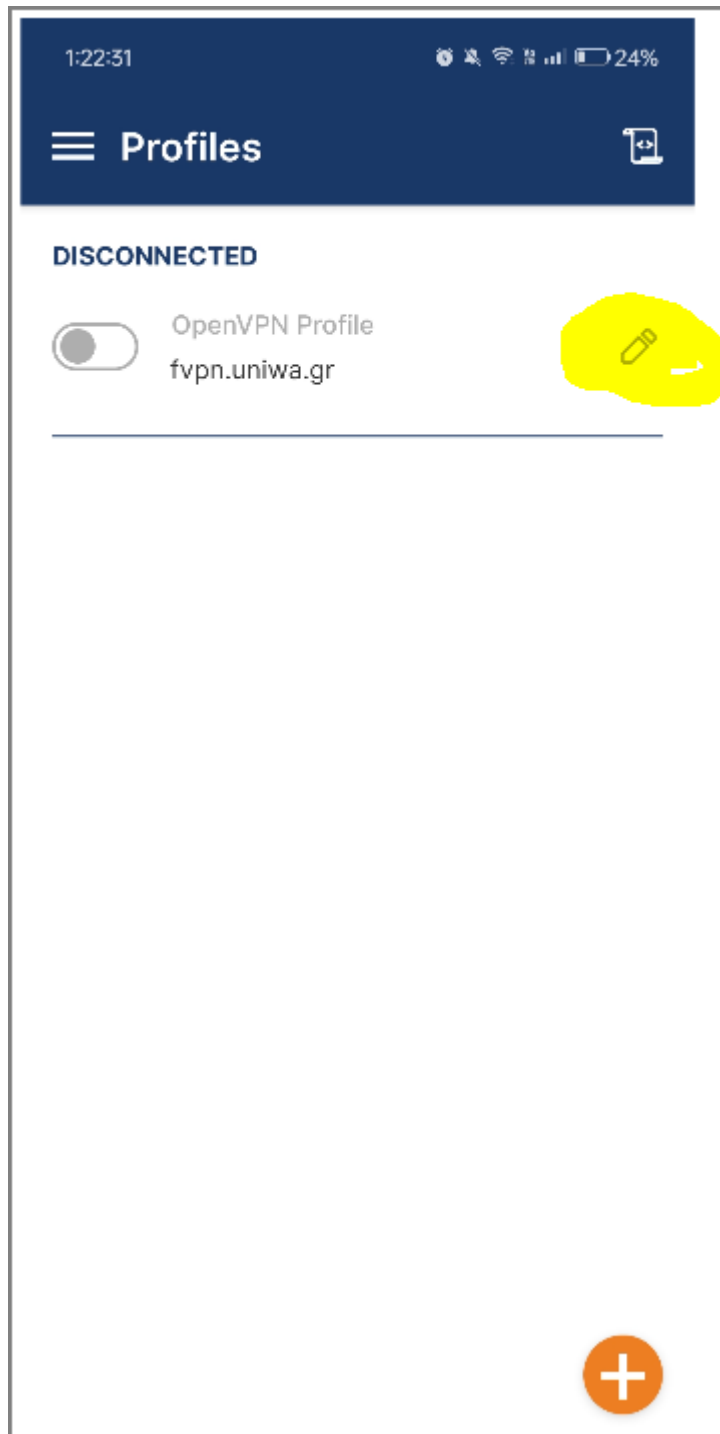 1:22:31 24%
Profiles
DISCONNECTED
OpenVPN Profile
fvpn.uniwa.gr